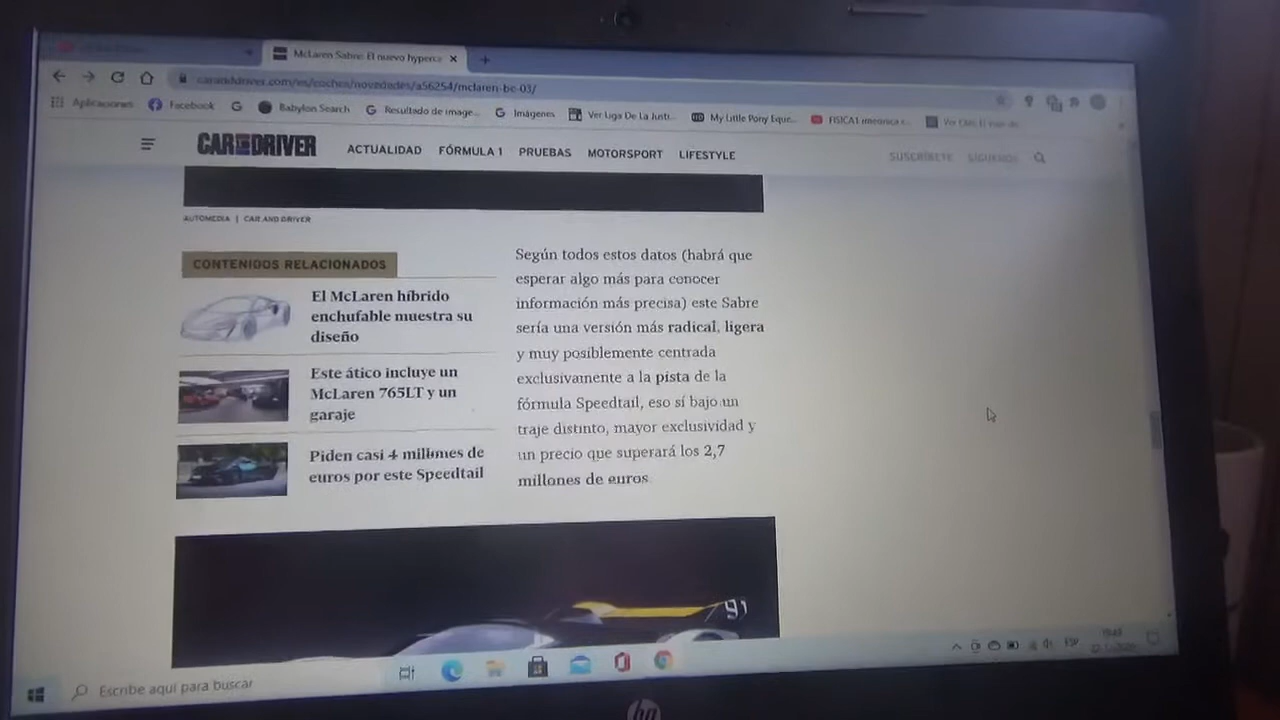 McLaren Sabre: El nuevo hyperca
caranddriver.com/es/coches/novedades/a56254/mclaren-bc-03/
Aplicaciones
Facebook
Babylon Search
Resultado de image...
Imágenes
Ver Liga De La Justi...
My Little Pony Eque...
CAR AND DRIVER
ACTUALIDAD
FÓRMULA 1
PRUEBAS
MOTORSPORT
LIFESTYLE
SUSCRÍBETE
SÍGUENOS
AUTOMEDIA | CAR AND DRIVER
CONTENIDOS RELACIONADOS
El McLaren híbrido
enchufable muestra su
diseño
Este ático incluye un
McLaren 765LT y un
garaje
Piden casi 4 millones de
euros por este Speedtail
Según todos estos datos (habrá que
esperar algo más para conocer
información más precisa) este Sabre
sería una versión más radical, ligera
y muy posiblemente centrada
exclusivamente a la pista de la
fórmula Speedtail, eso sí bajo un
traje distinto, mayor exclusividad y
un precio que superará los 2,7
millones de euros
91
Escribe aquí para buscar
ESP
hp